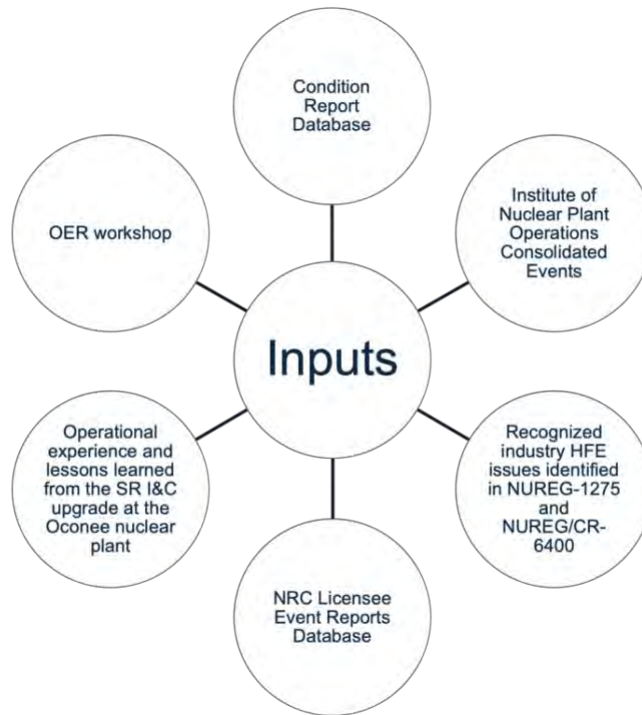 Condition
Report
Database
OER workshop
Institute of
Nuclear Plant
Operations
Consolidated
Events
Inputs
Operational
experience and
lessons learned
from the SR I&C
upgrade at the
Oconee nuclear
plant
Recognized
industry HFE
issues identified
in NUREG-1275
and
NUREG/CR-
6400
NRC Licensee
Event Reports
Database